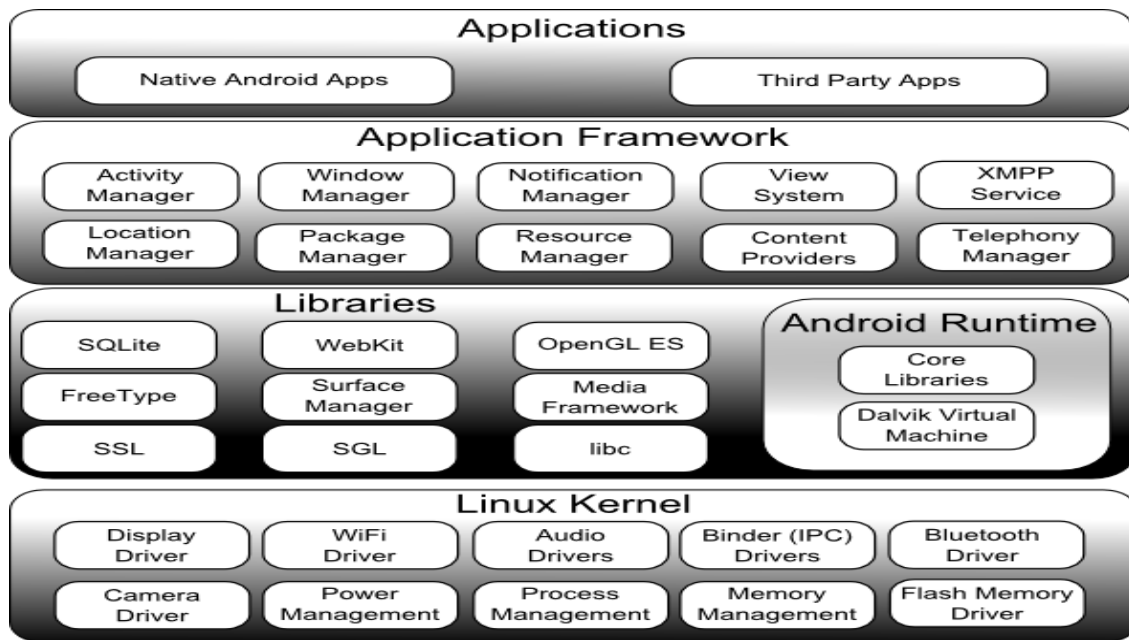 Applications
Native Android Apps
Third Party Apps
Application Framework
Activity
Manager
Window
Manager
Notification
Manager
View
System
XMPP
Service
Location
Manager
Package
Manager
Resource
Manager
Content
Providers
Telephony
Manager
Libraries
SQLite
WebKit
OpenGL ES
FreeType
Surface
Manager
Media
Framework
SSL
SGL
libc
Android Runtime
Core
Libraries
Dalvik Virtual
Machine
Linux Kernel
Display
Driver
WiFi
Driver
Audio
Drivers
Binder (IPC)
Drivers
Bluetooth
Driver
Camera
Driver
Power
Management
Process
Management
Memory
Management
Flash Memory
Driver